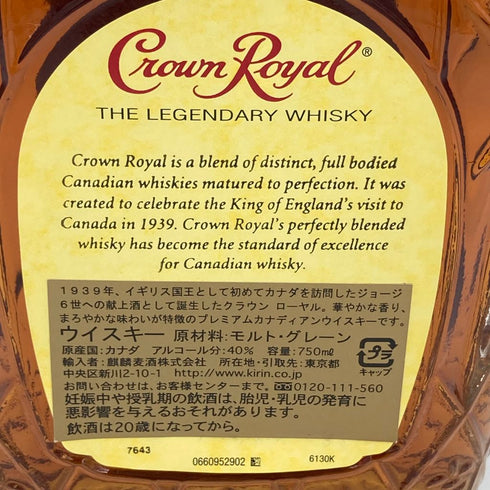 Crown Royal®
THE LEGENDARY WHISKY
Crown Royal is a blend of distinct, full bodied
Canadian whiskies matured to perfection. It was
created to celebrate the King of England's visit to
Canada in 1939. Crown Royal's perfectly blended
whisky has become the standard of excellence
for Canadian whisky.
1939年、イギリス国王として初めてカナダを訪問したジョージ
6世への献上酒として誕生したクラウン ローヤル。華やかな香り、
まろやかな味わいが特徴のプレミアムカナディアンウイスキーです。
ウイスキー 原材料:モルト・グレーン
原産国:カナダ アルコール分:40% 容量:750mℓ
輸入者:麒麟麦酒株式会社 所在地・引取先:東京都
中央区新川2-10-1 http://www.kirin.co.jp
お問い合わせは、お客様センターまで。0120-111-560
プラ
キャップ
妊娠中や授乳期の飲酒は、胎児・乳児の発育に
悪影響を与えるおそれがあります。
飲酒は20歳になってから。
7643
0660952902
6130K